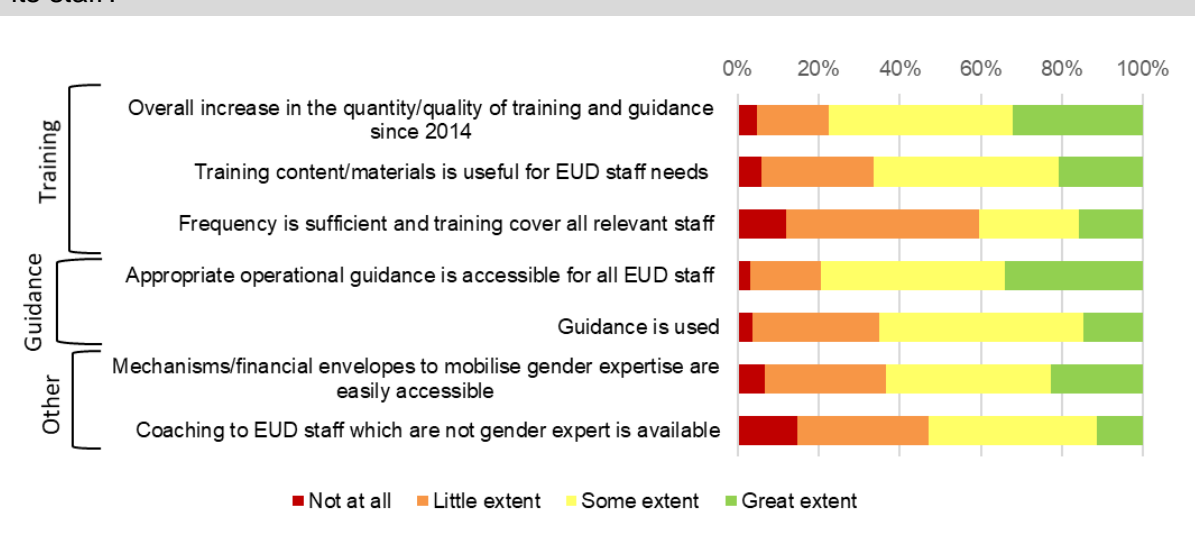 its staff?
0% 20% 40% 60% 80% 100%
Training
Overall increase in the quantity/quality of training and guidance
since 2014
Training content/materials is useful for EUD staff needs
Frequency is sufficient and training cover all relevant staff
Guidance
Appropriate operational guidance is accessible for all EUD staff
Guidance is used
Other
Mechanisms/financial envelopes to mobilise gender expertise are
easily accessible
Coaching to EUD staff which are not gender expert is available
Not at all Little extent Some extent Great extent